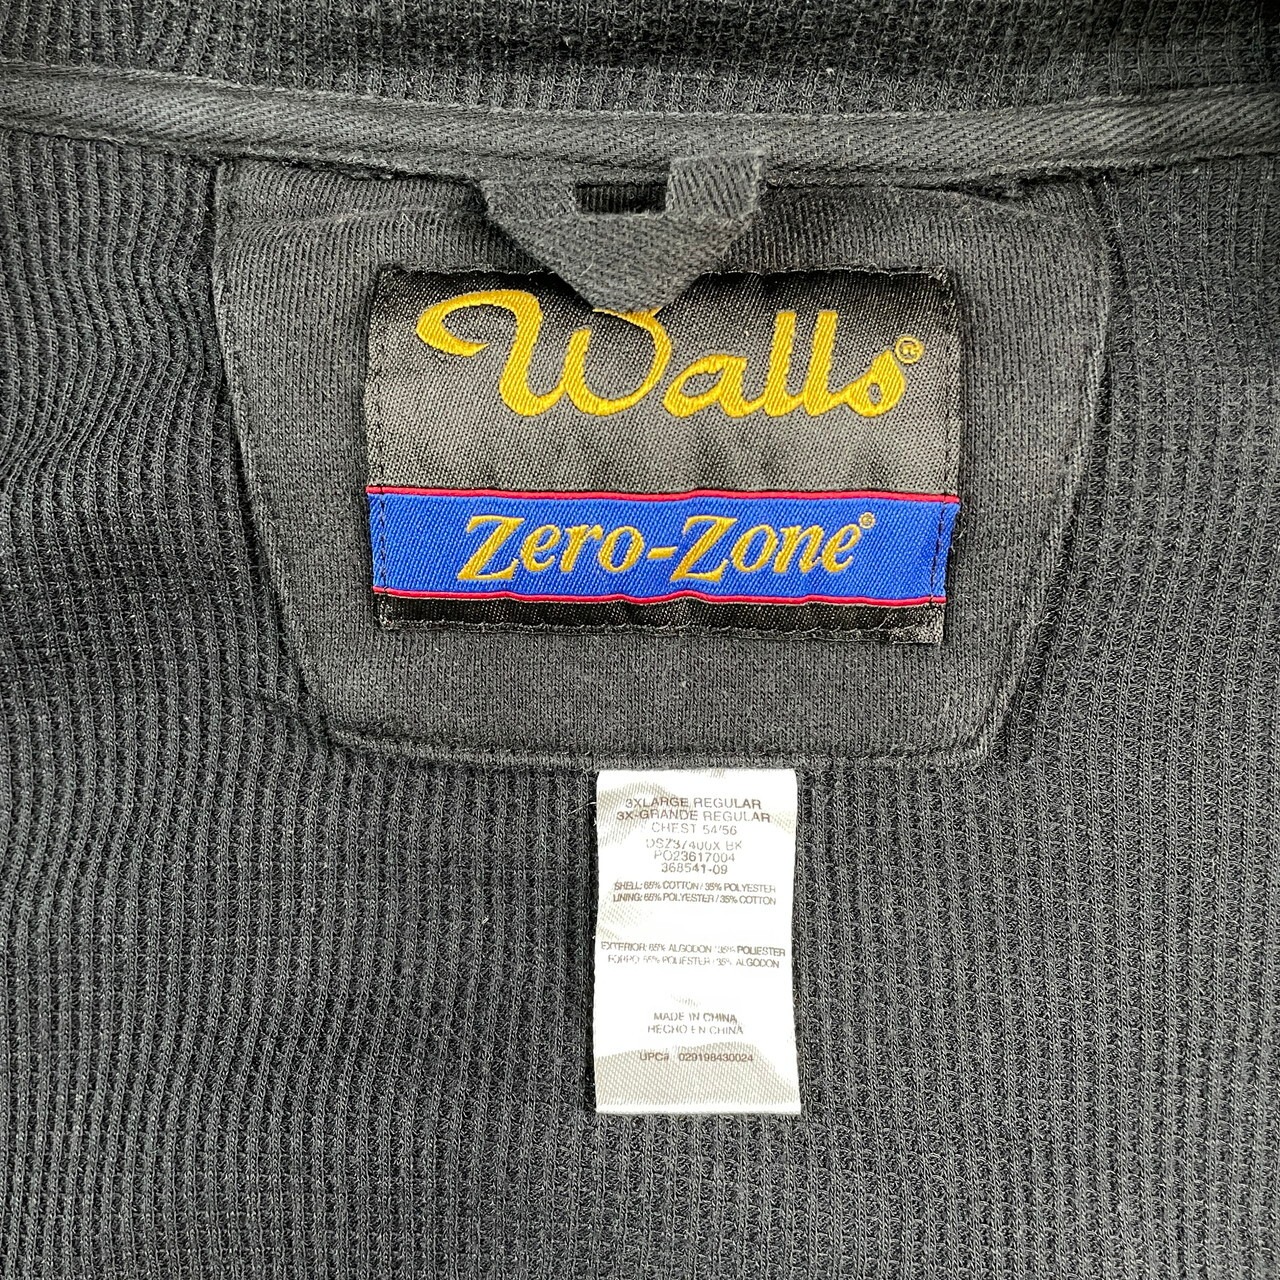 Walls®
Zero-Zone®
3XLARGE REGULAR
3X-GRANDE REGULAR
CHEST 54/56
BK
PO23617004
368541-09
SHELL: 65% COTTON / 35% POLYESTER
LINING: 65% POLYESTER / 35% COTTON
EXTERIOR: 65% ALGODON / 35% POLIESTER
FORRO: 65% POLIESTER / 35% ALGODON
MADE IN CHINA
HECHO EN CHINA
UPC# 029198430024